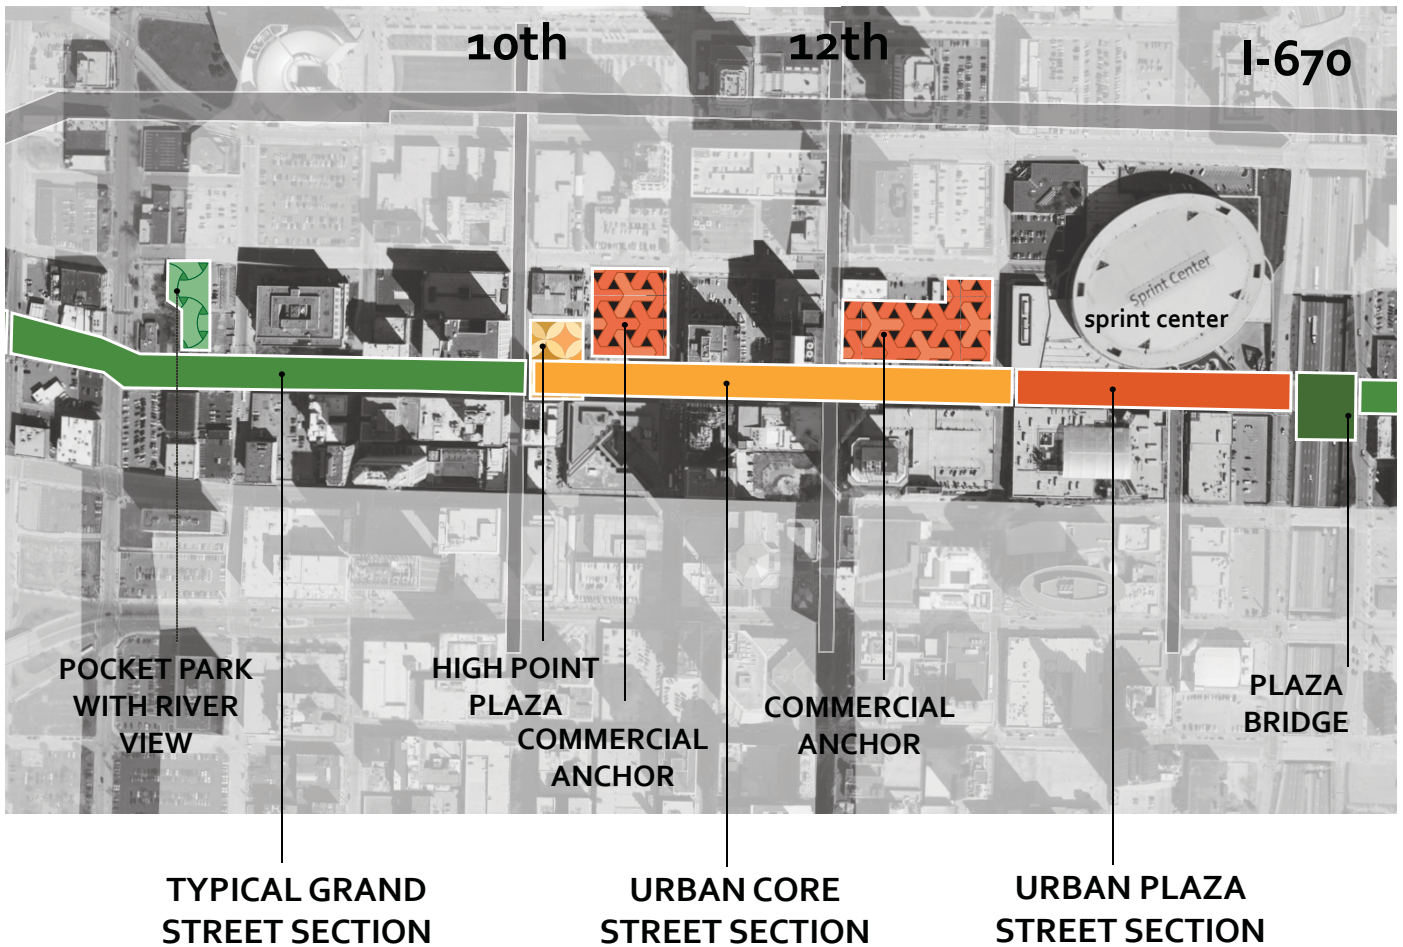 10th
12th
I-670
Sprint Center
sprint center
POCKET PARK
WITH RIVER
VIEW
HIGH POINT
PLAZA
COMMERCIAL
ANCHOR
COMMERCIAL
ANCHOR
PLAZA
BRIDGE
TYPICAL GRAND
STREET SECTION
URBAN CORE
STREET SECTION
URBAN PLAZA
STREET SECTION